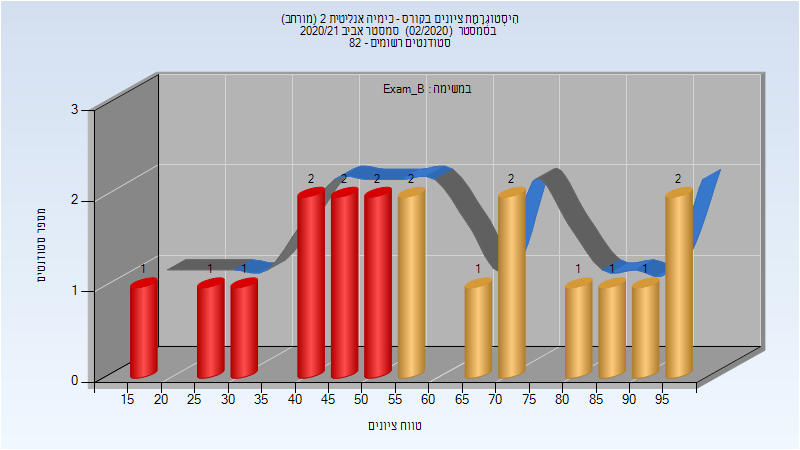 היסטוגרמת ציונים בקורס - כימיה אנליטית 2 (מורחב)
בסמסטר (02/2020) סמסטר אביב 2020/21
סטודנטים רשומים - 82
במשימה : Exam_B
מספר סטודנטים
3
2
1
0
1 1 1 2 2 2 2 1 2 1 1 1 2
15 20 25 30 35 40 45 50 55 60 65 70 75 80 85 90 95
טווח ציונים